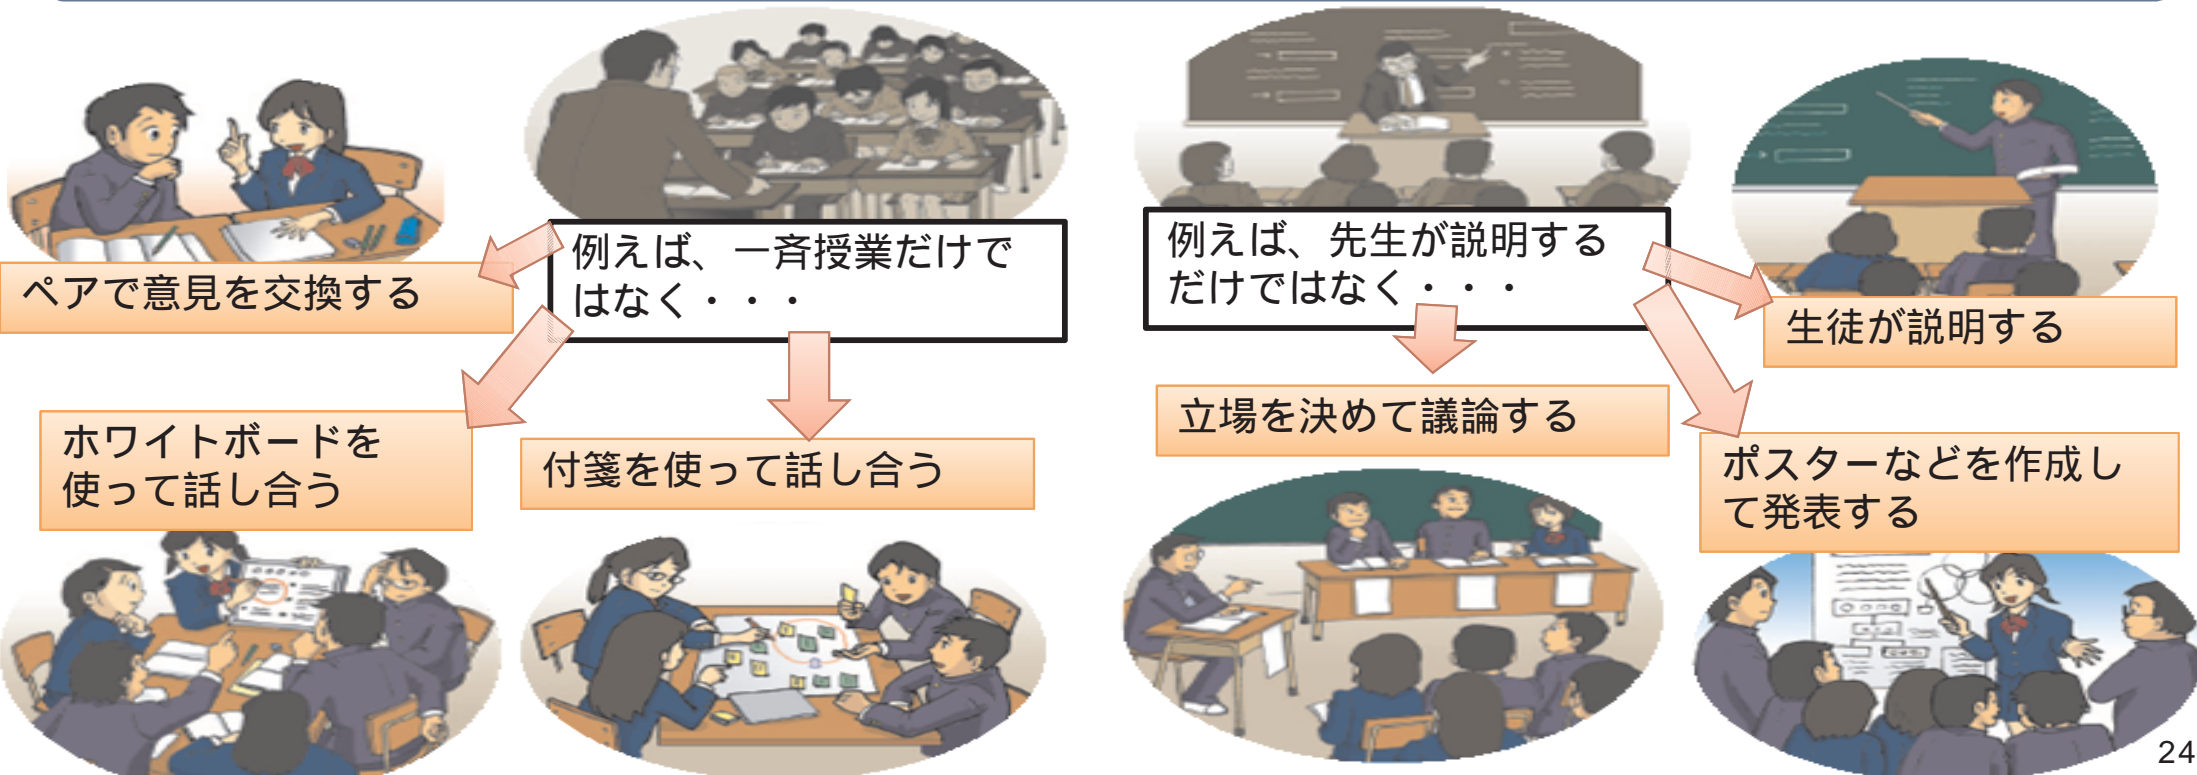 例えば、一斉授業だけで
はなく・・・
ペアで意見を交換する
ホワイトボードを
使って話し合う
付箋を使って話し合う
例えば、先生が説明する
だけではなく・・・
生徒が説明する
立場を決めて議論する
ポスターなどを作成し
て発表する
24